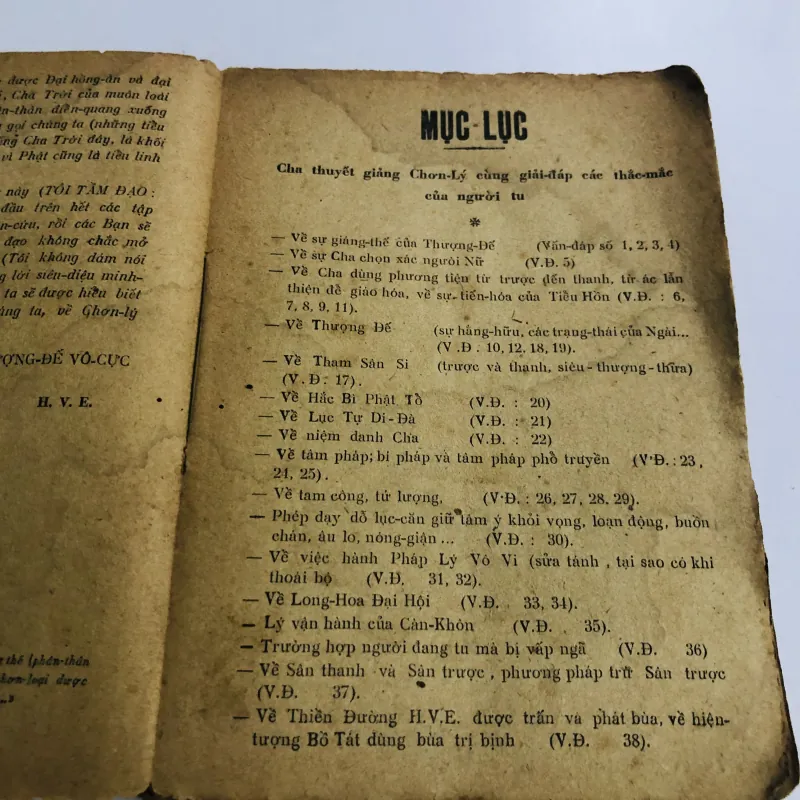 được Đại hồng-ân và đại
, Cha Trời của muôn loài
n-thân điền-quang xuống
gọi chúng ta (những tiểu
Cha Trời đây, là khối
vì Phật cũng là tiểu linh
này (TÔI TẦM ĐẠO :
đầu trên hết các tập
n-cứu, rồi các Bạn sẽ
đạo không chắc mở
(Tôi không dám nói
lời siên-diệu minh-
ta sẽ được hiểu biết
ta, về Chơn-lý
ƯỢNG-ĐẾ VÔ-CỰC
H. V. E.
thể (phân-thân
loại được
MỤC-LỤC
Cha thuyết giảng Chơn-Lý cùng giải-đáp các thắc-mắc
của người tu
*
— Về sự giảng-thế của Thượng-Đế (Vấn-đáp số 1, 2, 3, 4)
— Về sự Cha chọn xác người Nữ (V.Đ. 5)
— Về Cha dùng phương tiện từ trược đến thanh, từ ác lẫn
thiện để giáo hóa, về sự tiến-hóa của Tiểu Hồn (V.Đ. : 6,
7, 8, 9, 11).
— Về Thượng Đế (sự hằng-hữu, các trạng-thái của Ngài...
(V .Đ . 10, 12, 18, 19).
— Về Tham Sân Si (trược và thanh, siêu-thượng-thừa)
(V.Đ. 17).
— Về Hắc Bì Phật Tổ (V.Đ. : 20)
— Về Lục Tự Di-Đà (V.Đ. : 21)
— Về niệm danh Cha (V.Đ. : 22)
— Về tâm pháp; bí pháp và tâm pháp phổ truyền (V.Đ. : 23,
24, 25).
— Về tam công, tứ lượng, (V.Đ. : 26, 27, 28, 29).
— Phép dạy dỗ lục-căn giữ tâm ý khỏi vọng, loạn động, buồn
chán, âu lo, nóng-giận ... (V.Đ. : 30).
— Về việc hành Pháp Lý Vô Vi (sửa tánh , tại sao có khi
thoái bộ (V.Đ. 31, 32).
— Về Long-Hoa Đại Hội (V.Đ. 33, 34).
— Lý vận hành của Càn-Khôn (V.Đ. 35).
— Trường hợp người đang tu mà bị vấp ngã (V.Đ. 36)
— Về Sân thanh và Sân trược , phương pháp trừ Sân trược
(V.Đ. 37).
— Về Thiền Đường H.V.E. được trấn và phát bùa, về hiện-
tượng Bồ Tát dùng bùa trị bịnh (V.Đ. 38).